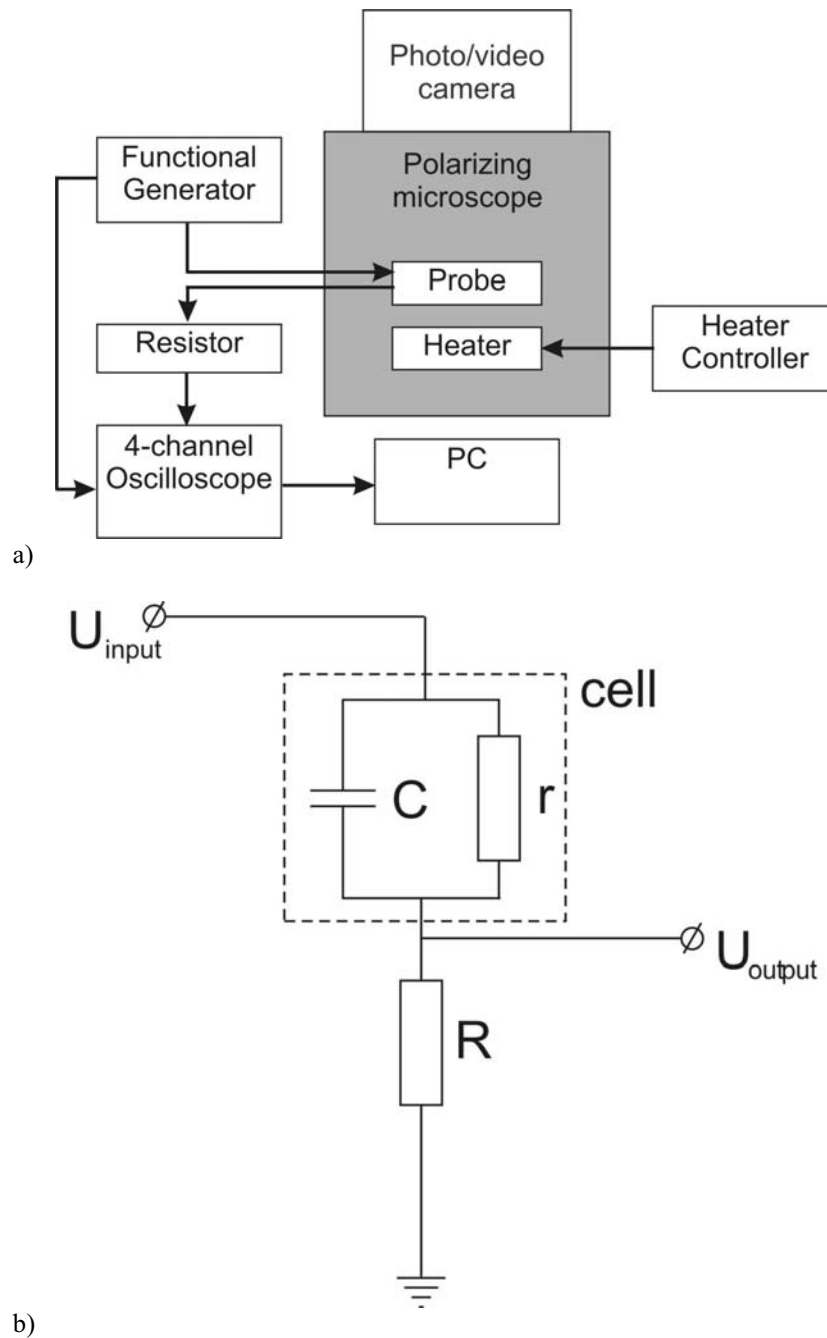 Photo/video
camera
Functional
Generator
Polarizing
microscope
Probe
Resistor
Heater
Heater
Controller
4-channel
Oscilloscope
PC
a)
U input
cell
C
r
U output
R
b)